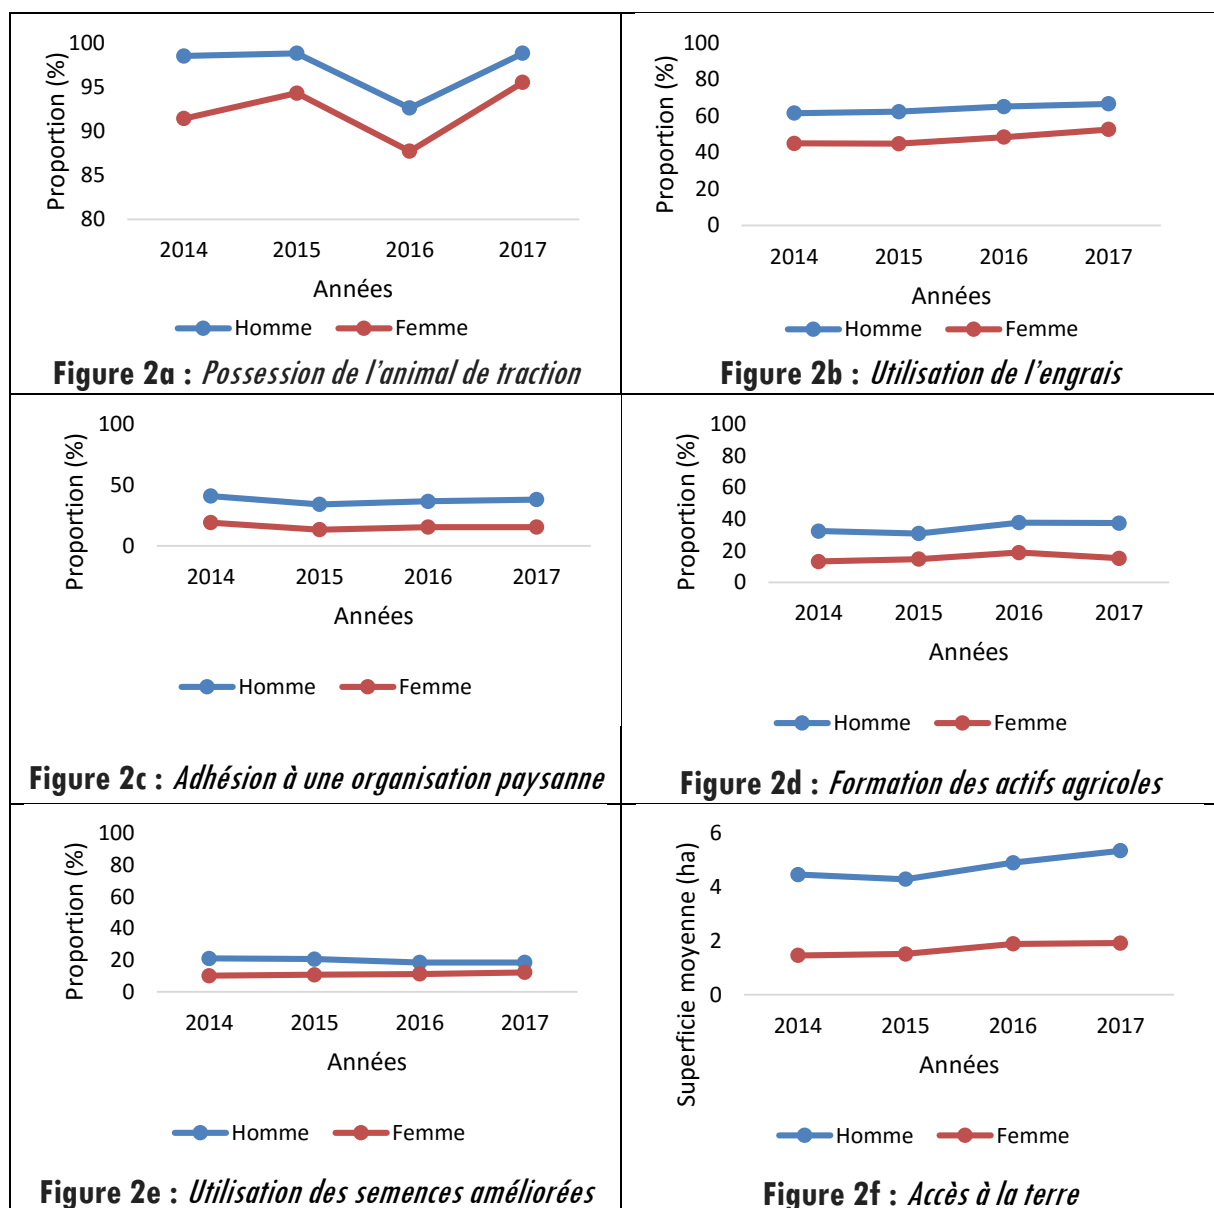 100
95
90
85
80
Proportion (%)
2014 2015 2016 2017
Années
Homme Femme
Figure 2a : Possession de l'animal de traction
100
80
60
40
20
0
Proportion (%)
2014 2015 2016 2017
Années
Homme Femme
Figure 2b : Utilisation de l'engrais
100
50
0
Proportion (%)
2014 2015 2016 2017
Années
Homme Femme
Figure 2c : Adhésion à une organisation paysanne
100
80
60
40
20
0
Proportion (%)
2014 2015 2016 2017
Années
Homme Femme
Figure 2d : Formation des actifs agricoles
100
80
60
40
20
0
Proportion (%)
2014 2015 2016 2017
Années
Homme Femme
Figure 2e : Utilisation des semences améliorées
6
4
2
0
Superficie moyenne (ha)
2014 2015 2016 2017
Années
Homme Femme
Figure 2f : Accès à la terre